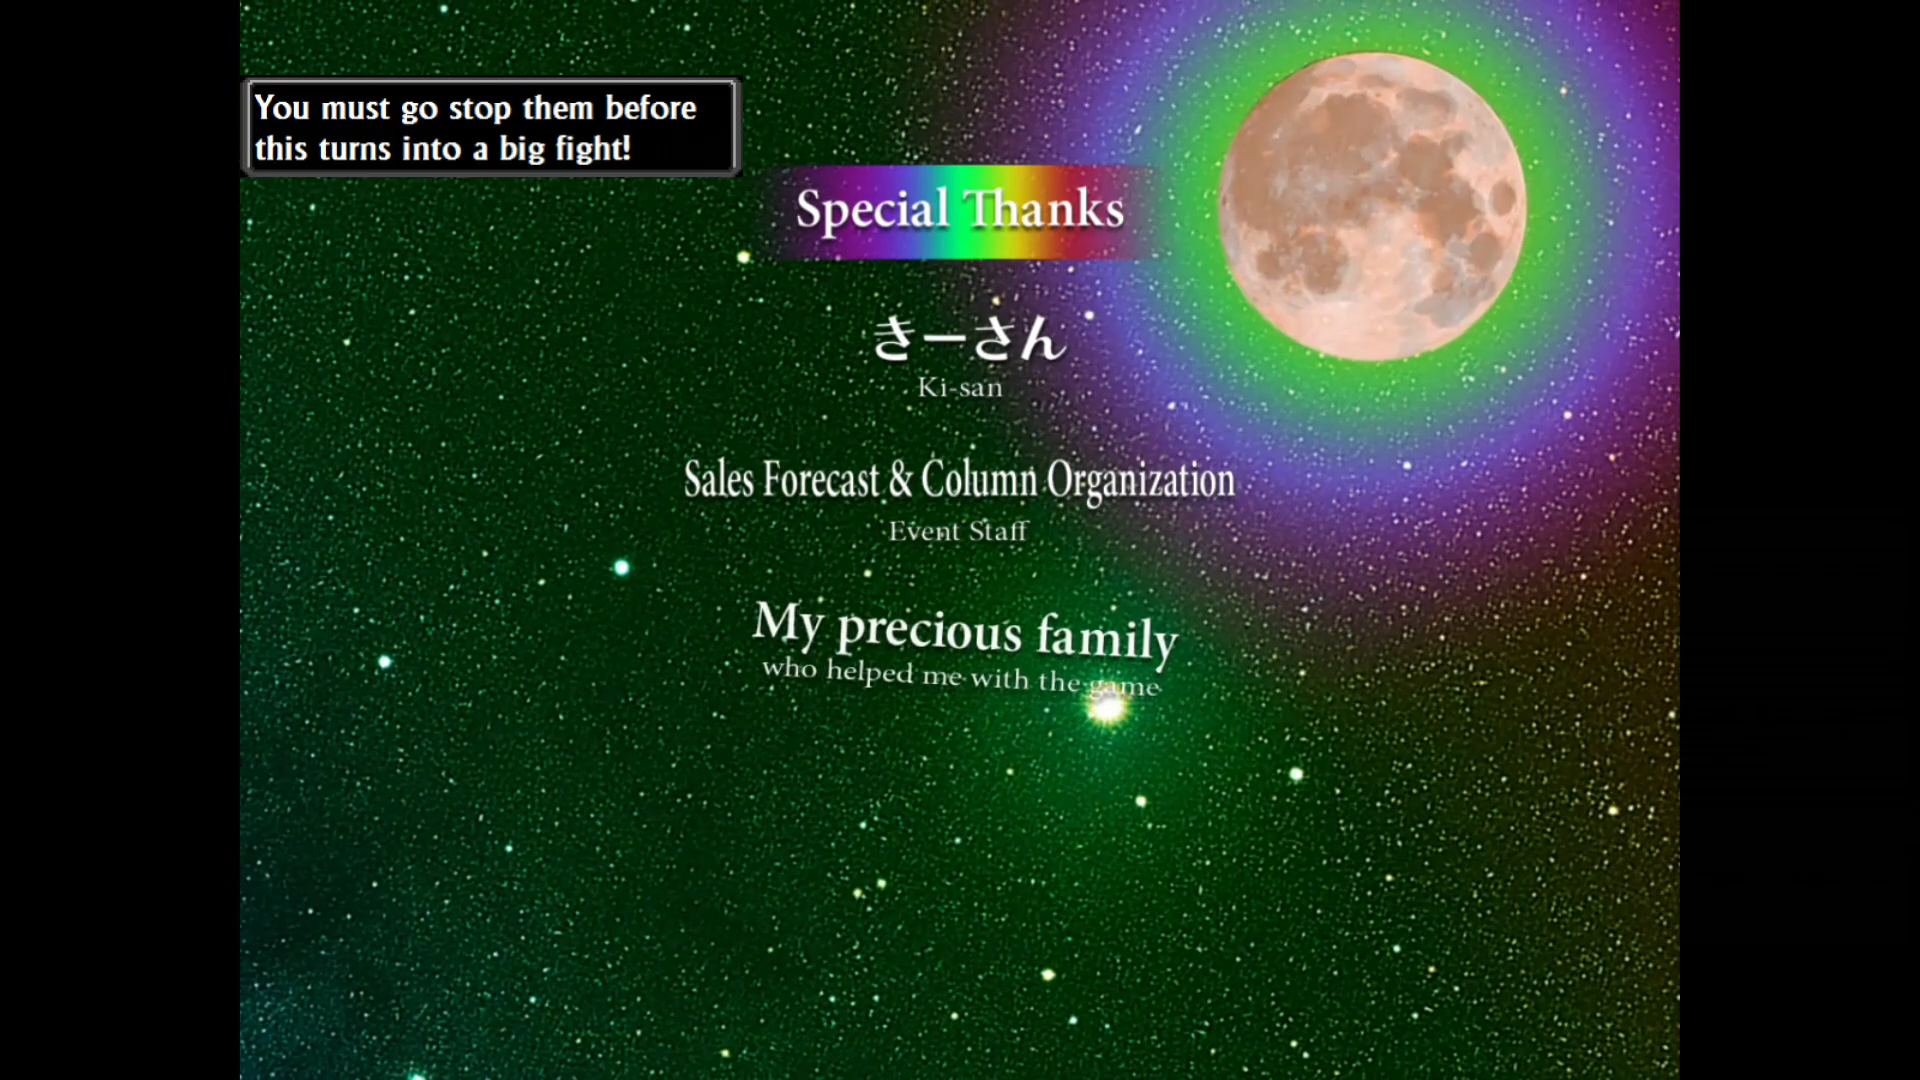 You must go stop them before
this turns into a big fight!
Special Thanks
きーさん
Ki-san
Sales Forecast & Column Organization
Event Staff
My precious family
who helped me with the game